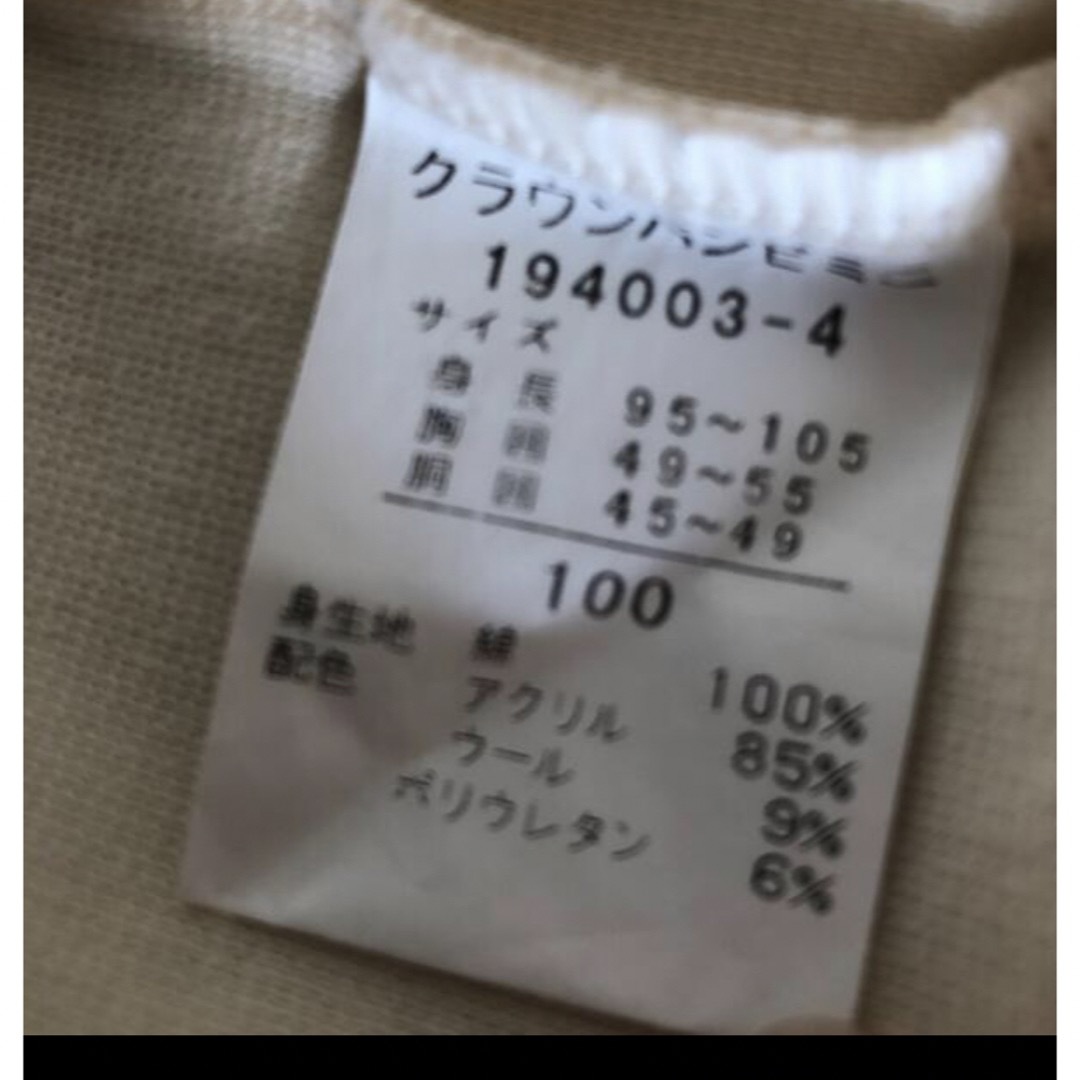 クラウンバンビミニ
194003-4
サイズ
身長 95~105
胸囲 49~55
胴囲 45~49
100
身生地 綿 100%
配色 アクリル 85%
ウール 9%
ポリウレタン 6%